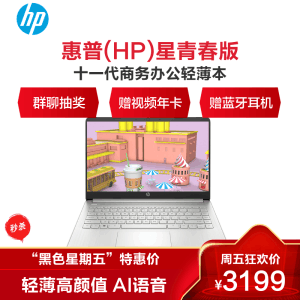 hp
惠普(HP)星青春版
十一代商务办公轻薄本
群聊抽奖
赠视频年卡
赠蓝牙耳机
秒杀
“黑色星期五”特惠价
轻薄高颜值 AI语音
周五狂欢价
¥3199